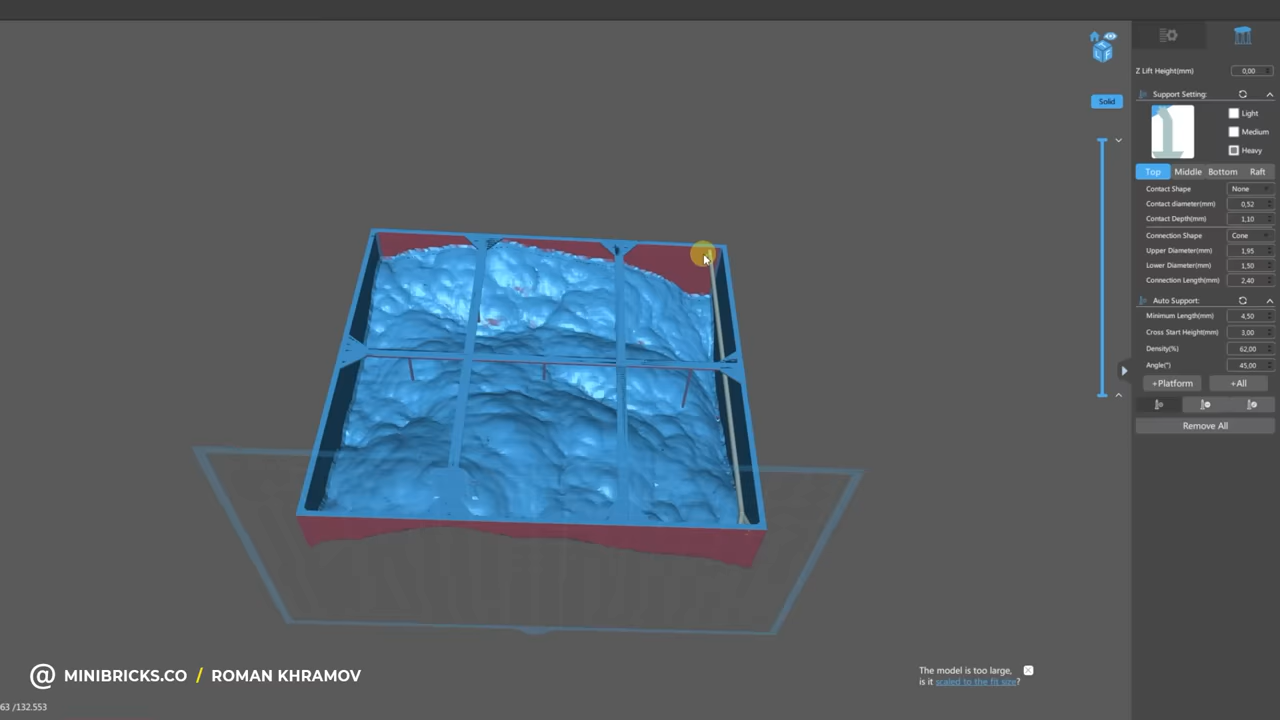 Z Lift Height(mm) 0,00
Support Setting:
Light
Medium
Heavy
Top Middle Bottom Raft
Contact Shape None
Contact diameter(mm) 0,52
Contact Depth(mm) 1,10
Connection Shape Cone
Upper Diameter(mm) 1,95
Lower Diameter(mm) 1,50
Connection Length(mm) 2,40
Auto Support:
Minimum Length(mm) 4,50
Cross Start Height(mm) 3,00
Density(%) 62,00
Angle(°) 45,00
+Platform +All
Remove All
Solid
The model is too large,
is it scaled to the fit size?
@ MINIBRICKS.CO / ROMAN KHRAMOV
63 /132.553